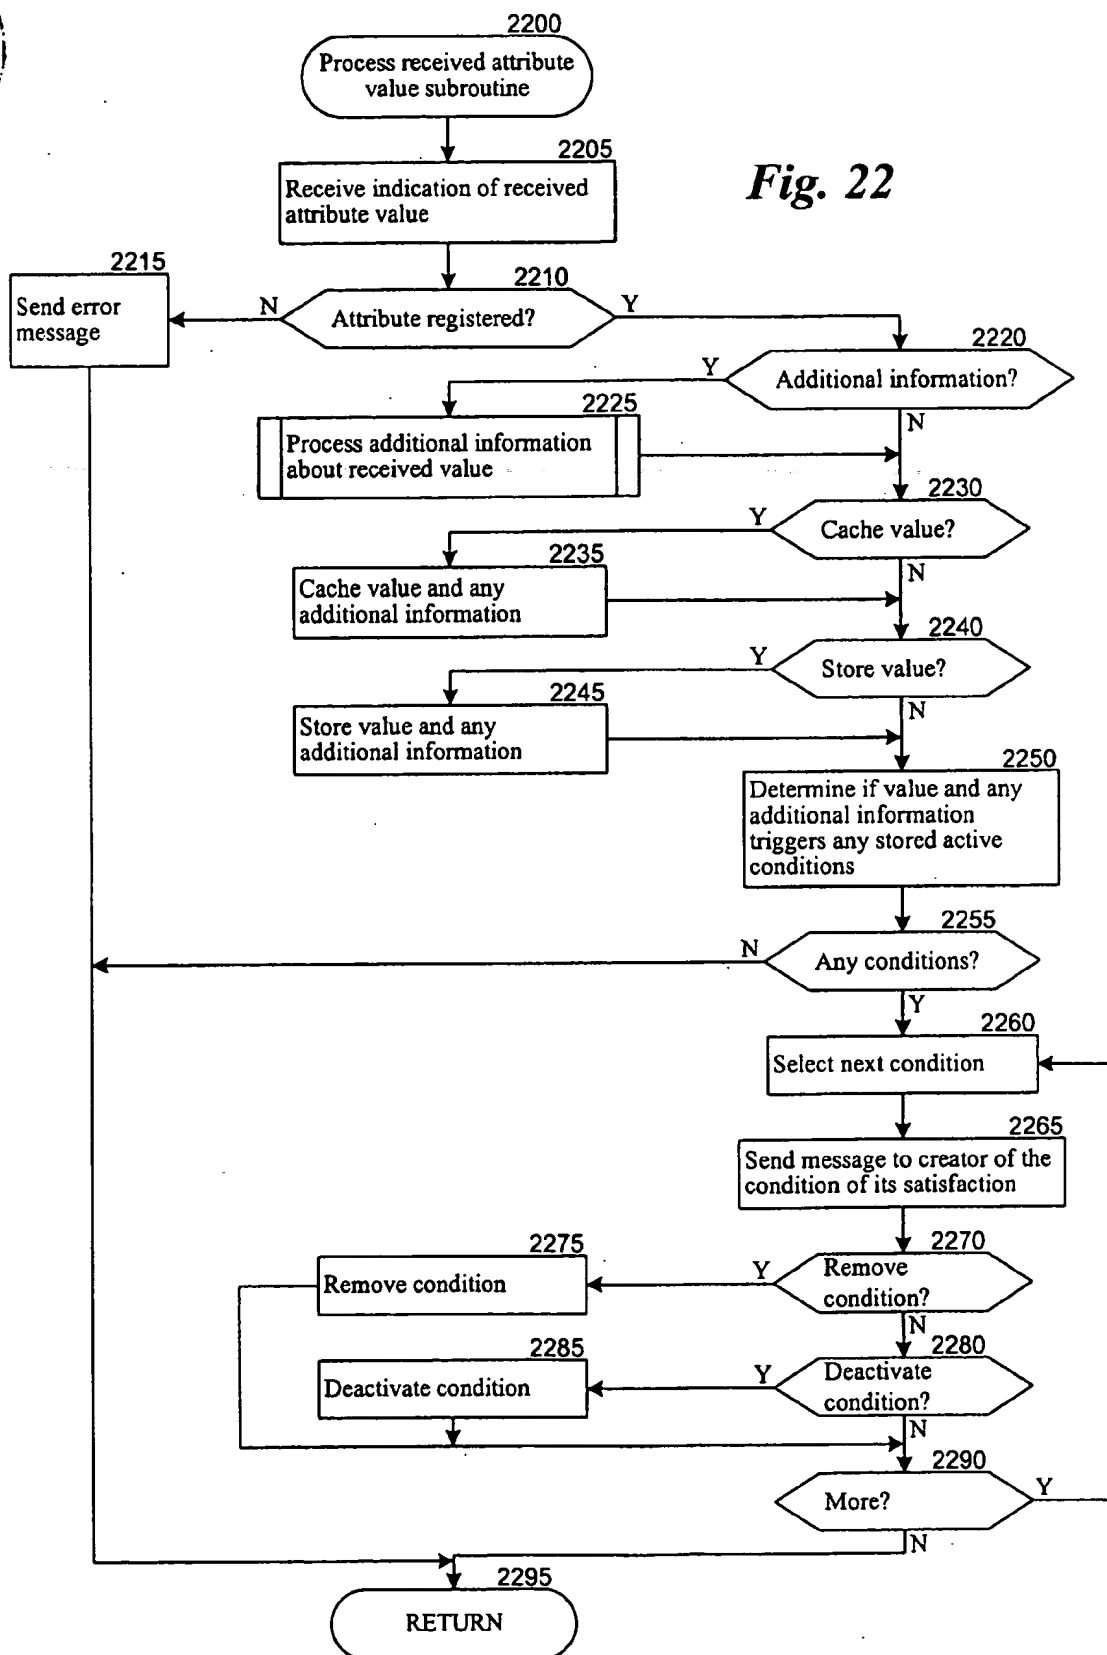 2200
Process received attribute
value subroutine
2205
Receive indication of received
attribute value
Fig. 22
2215
Send error
message
N
2210
Attribute registered?
Y
2220
Y
Additional information?
N
2225
Process additional information
about received value
2230
Y
Cache value?
N
2235
Cache value and any
additional information
2240
Y
Store value?
N
2245
Store value and any
additional information
2250
Determine if value and any
additional information
triggers any stored active
conditions
2255
N
Any conditions?
Y
2260
Select next condition
2265
Send message to creator of the
condition of its satisfaction
2270
Y
Remove
condition?
N
2275
Remove condition
2280
Y
Deactivate
condition?
N
2285
Deactivate condition
2290
More?
Y
N
2295
RETURN